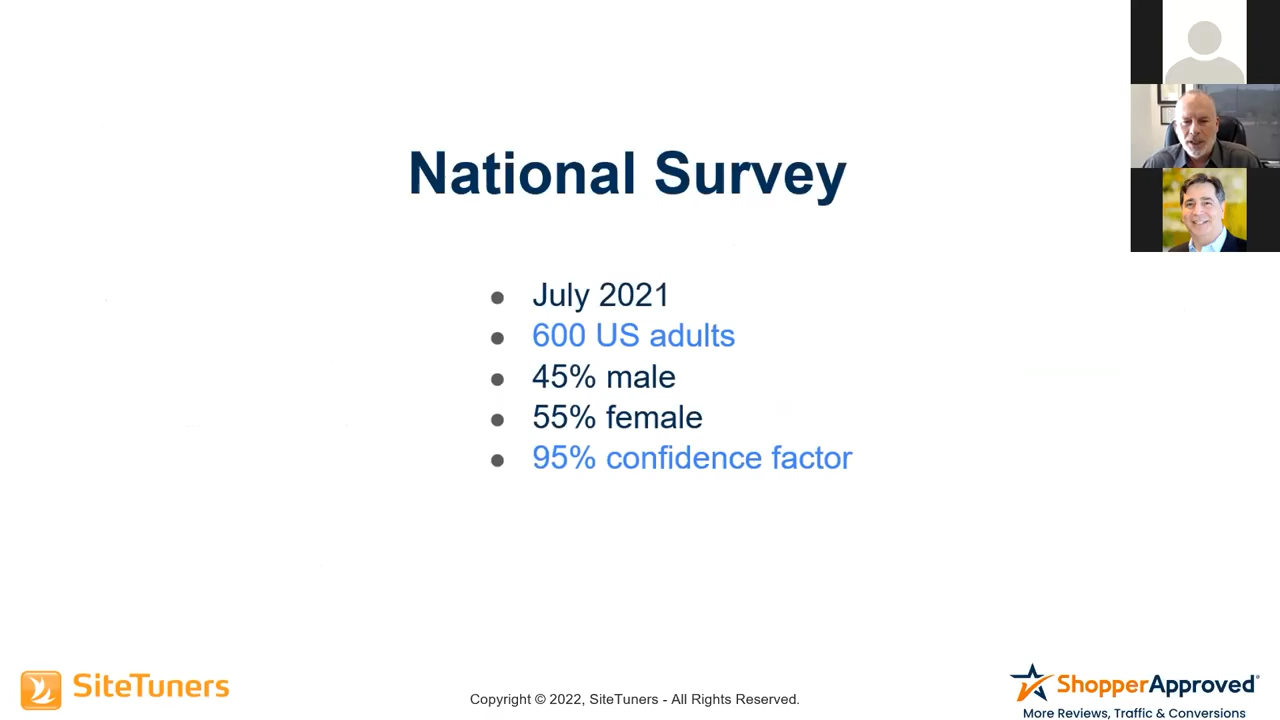 National Survey
● July 2021
● 600 US adults
● 45% male
● 55% female
● 95% confidence factor
SiteTuners
Copyright © 2022, SiteTuners - All Rights Reserved.
ShopperApproved®
More Reviews, Traffic & Conversions